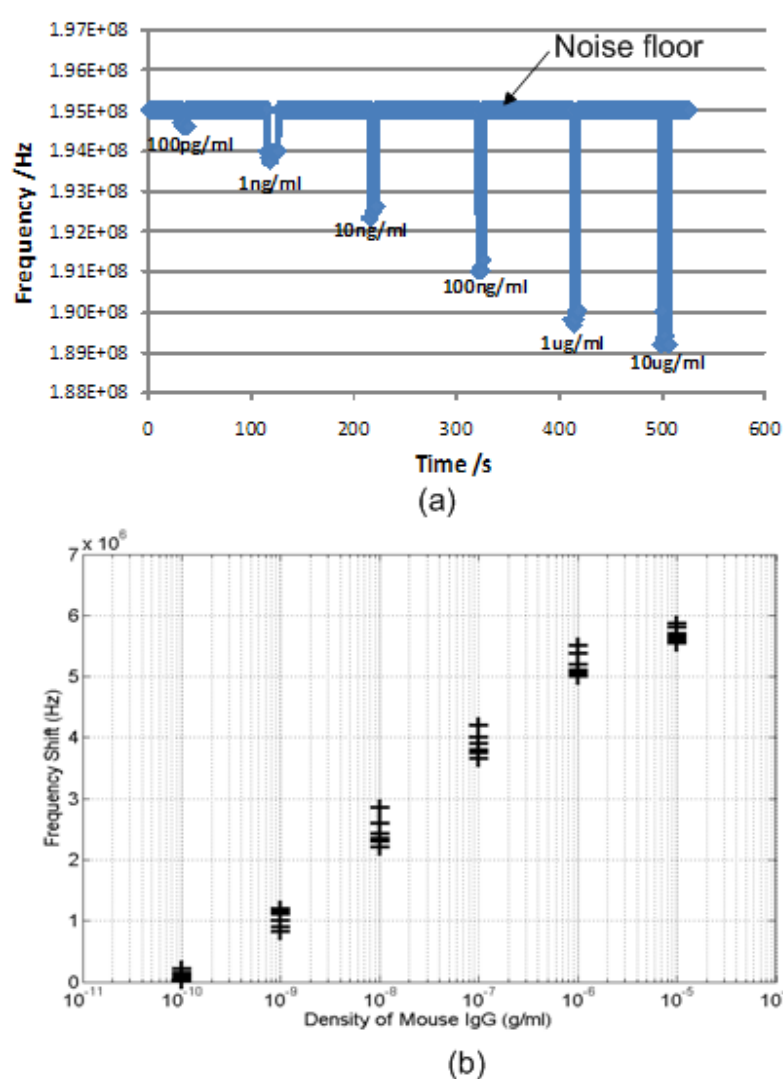 1.97E+08
1.96E+08
1.95E+08
1.94E+08
1.93E+08
1.92E+08
1.91E+08
1.90E+08
1.89E+08
1.88E+08
Frequency /Hz
Noise floor
100pg/ml
1ng/ml
10ng/ml
100ng/ml
1ug/ml
10ug/ml
0 100 200 300 400 500 600
Time /s
(a)
7 x 10^6
6
5
4
3
2
1
0
Frequency Shift (Hz)
10^-11 10^-10 10^-9 10^-8 10^-7 10^-6 10^-5
Density of Mouse IgG (g/ml)
(b)